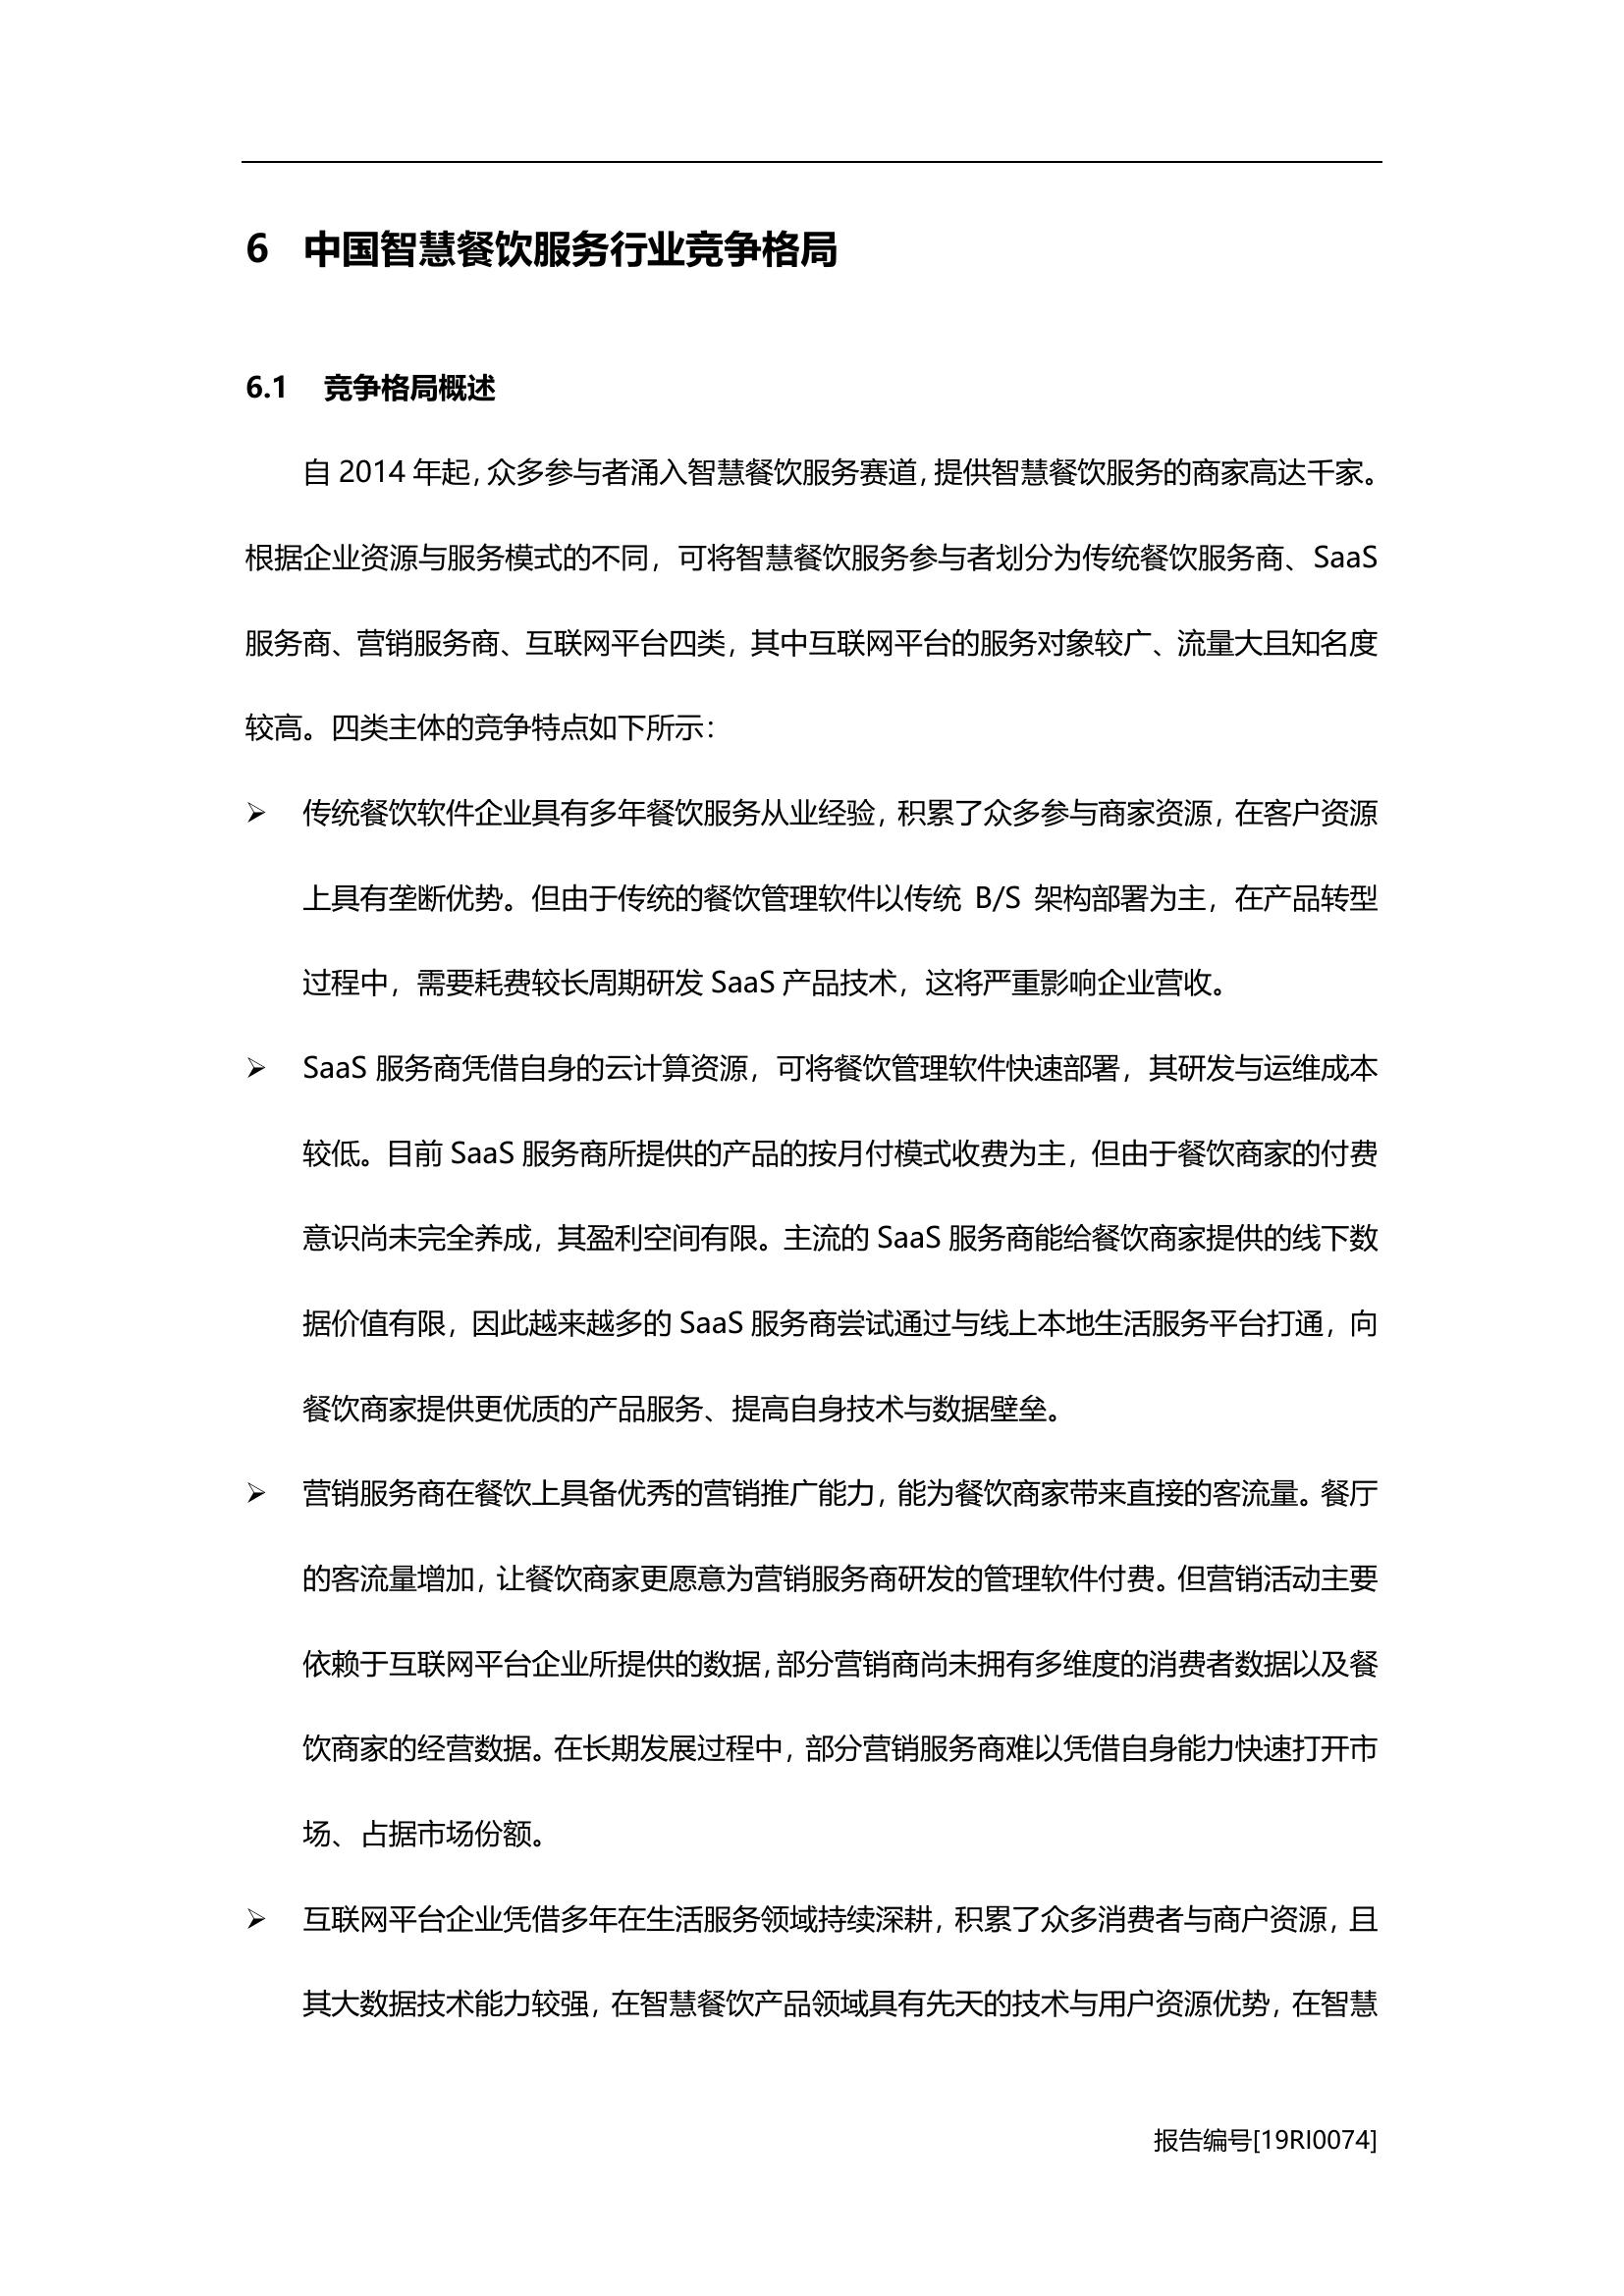 6 中国智慧餐饮服务行业竞争格局
6.1 竞争格局概述
自 2014 年起，众多参与者涌入智慧餐饮服务赛道，提供智慧餐饮服务的商家高达千家。
根据企业资源与服务模式的不同，可将智慧餐饮服务参与者划分为传统餐饮服务商、SaaS
服务商、营销服务商、互联网平台四类，其中互联网平台的服务对象较广、流量大且知名度
较高。四类主体的竞争特点如下所示：
➢ 传统餐饮软件企业具有多年餐饮服务从业经验，积累了众多参与商家资源，在客户资源
上具有垄断优势。但由于传统的餐饮管理软件以传统 B/S 架构部署为主，在产品转型
过程中，需要耗费较长周期研发 SaaS 产品技术，这将严重影响企业营收。
➢ SaaS 服务商凭借自身的云计算资源，可将餐饮管理软件快速部署，其研发与运维成本
较低。目前 SaaS 服务商所提供的产品的按月付模式收费为主，但由于餐饮商家的付费
意识尚未完全养成，其盈利空间有限。主流的 SaaS 服务商能给餐饮商家提供的线下数
据价值有限，因此越来越多的 SaaS 服务商尝试通过与线上本地生活服务平台打通，向
餐饮商家提供更优质的产品服务、提高自身技术与数据壁垒。
➢ 营销服务商在餐饮上具备优秀的营销推广能力，能为餐饮商家带来直接的客流量。餐厅
的客流量增加，让餐饮商家更愿意为营销服务商研发的管理软件付费。但营销活动主要
依赖于互联网平台企业所提供的数据，部分营销商尚未拥有多维度的消费者数据以及餐
饮商家的经营数据。在长期发展过程中，部分营销服务商难以凭借自身能力快速打开市
场、占据市场份额。
➢ 互联网平台企业凭借多年在生活服务领域持续深耕，积累了众多消费者与商户资源，且
其大数据技术能力较强，在智慧餐饮产品领域具有先天的技术与用户资源优势，在智慧
报告编号[19RI0074]